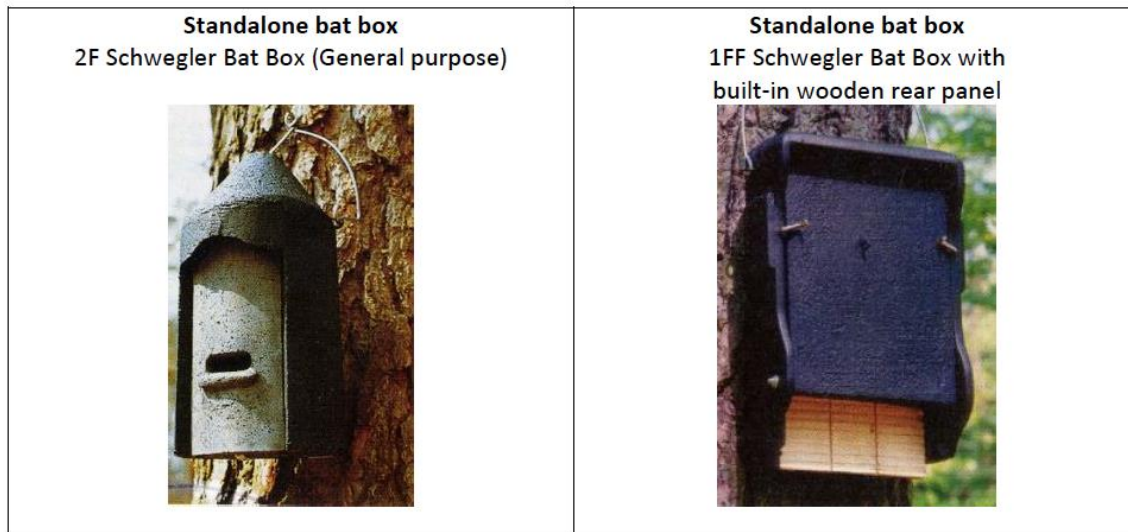 Standalone bat box
2F Schwegler Bat Box (General purpose)
Standalone bat box
1FF Schwegler Bat Box with
built-in wooden rear panel